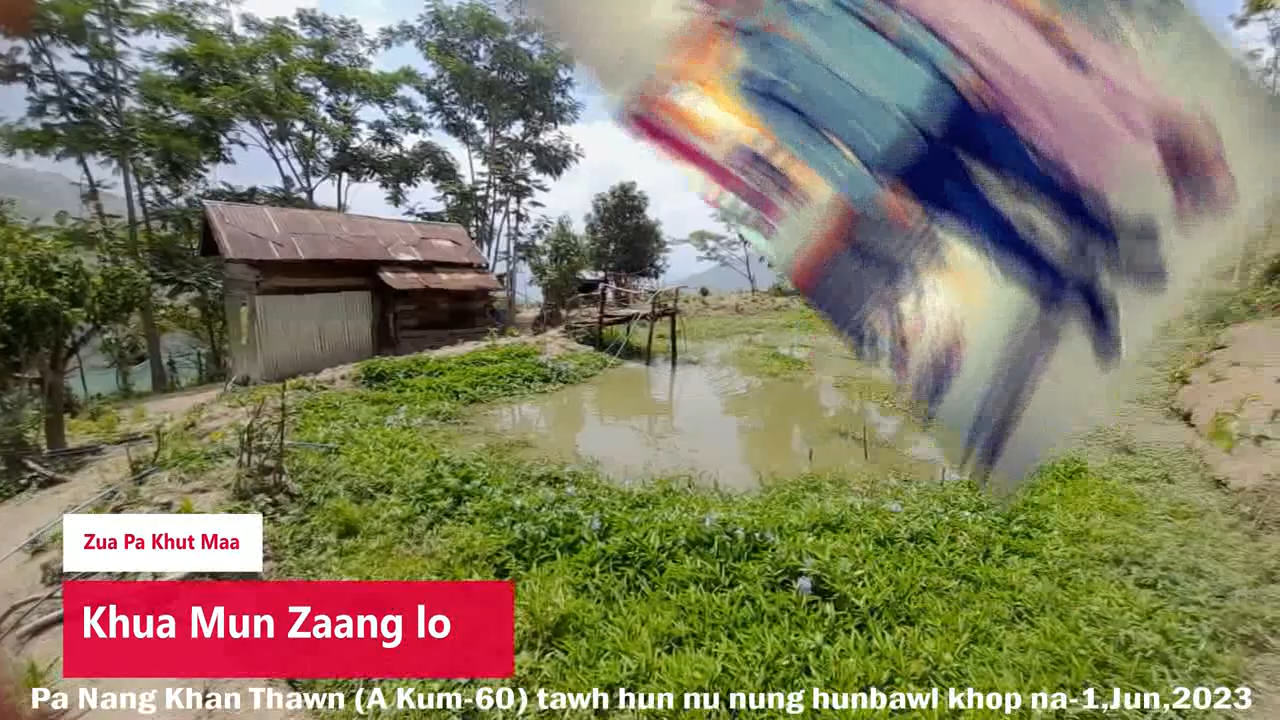 Zua Pa Khut Maa
Khua Mun Zaang lo
Pa Nang Khan Thawn (A Kum-60) tawh hun nu nung hunbawl khop na-1,Jun,2023